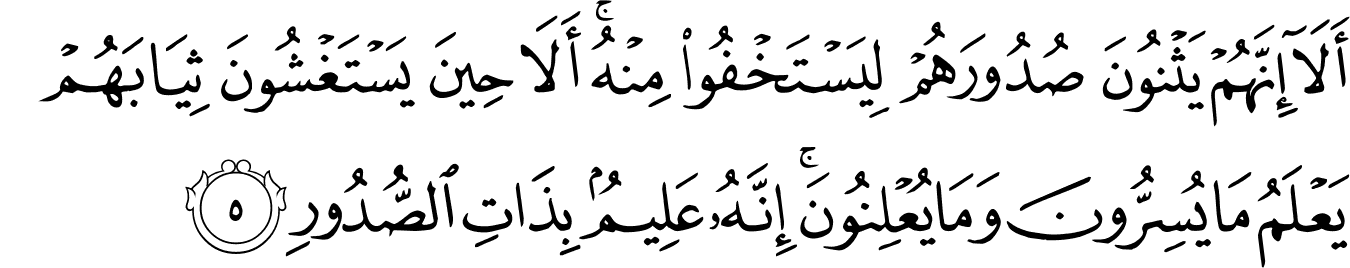 أَلَآ إِنَّهُمْ يَثْنُونَ صُدُورَهُمْ لِيَسْتَخْفُوا۟ مِنْهُ ۚ أَلَا حِينَ يَسْتَغْشُونَ ثِيَابَهُمْ
يَعْلَمُ مَا يُسِرُّونَ وَمَا يُعْلِنُونَ ۚ إِنَّهُۥ عَلِيمٌۢ بِذَاتِ ٱلصُّدُورِ ٥